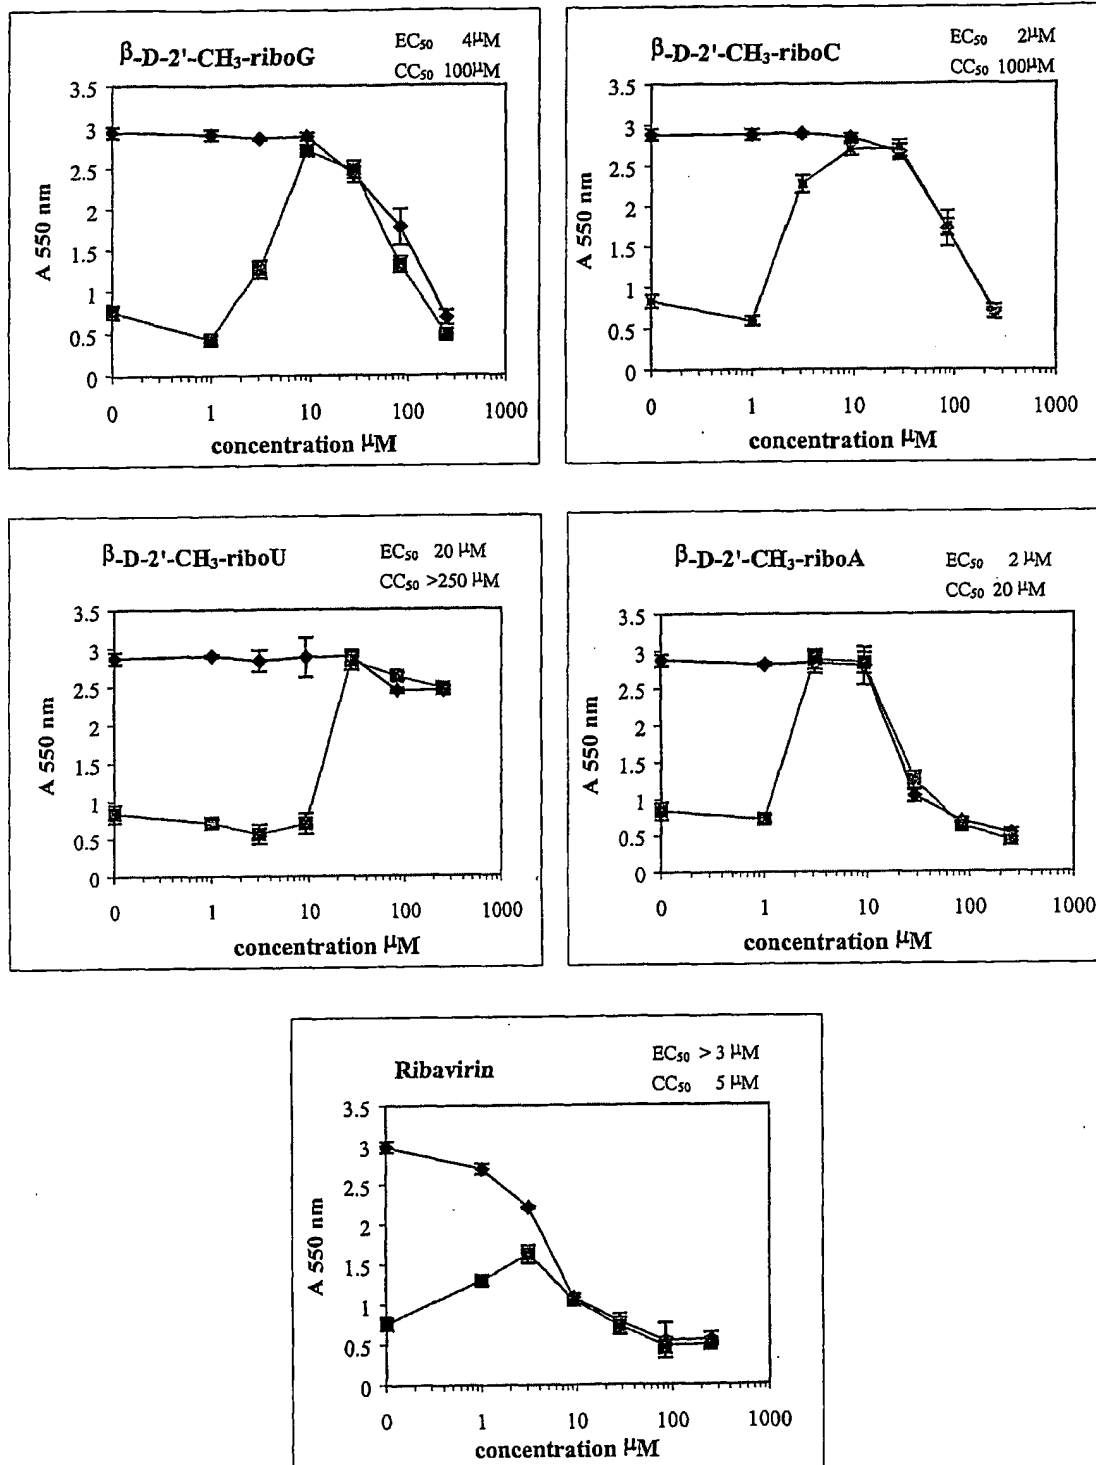 β-D-2'-CH₃-riboG
EC₅₀ 4µM
CC₅₀ 100µM
A 550 nm
3.5
3
2.5
2
1.5
1
0.5
0
0 1 10 100 1000
concentration µM
β-D-2'-CH₃-riboC
EC₅₀ 2µM
CC₅₀ 100µM
A 550 nm
3.5
3
2.5
2
1.5
1
0.5
0
0 1 10 100 1000
concentration µM
β-D-2'-CH₃-riboU
EC₅₀ 20 µM
CC₅₀ >250 µM
A 550 nm
3.5
3
2.5
2
1.5
1
0.5
0
0 1 10 100 1000
concentration µM
β-D-2'-CH₃-riboA
EC₅₀ 2 µM
CC₅₀ 20 µM
A 550 nm
3.5
3
2.5
2
1.5
1
0.5
0
0 1 10 100 1000
concentration µM
Ribavirin
EC₅₀ > 3 µM
CC₅₀ 5 µM
A 550 nm
3.5
3
2.5
2
1.5
1
0.5
0
0 1 10 100 1000
concentration µM